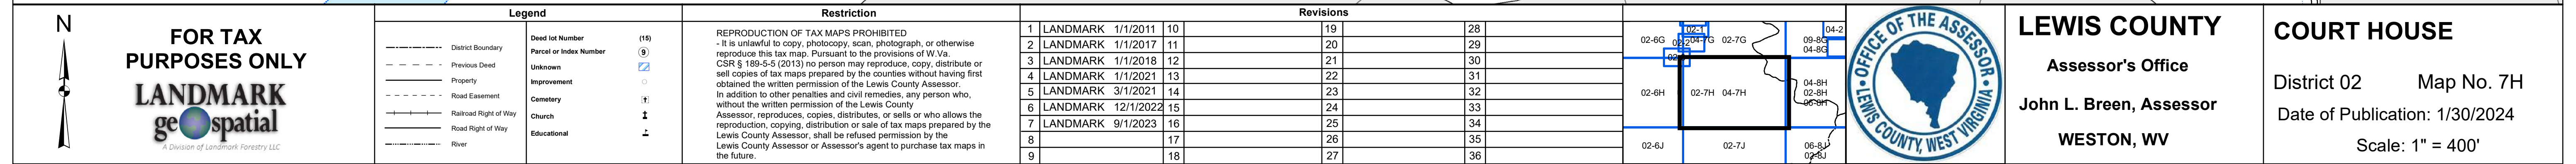 N
FOR TAX
PURPOSES ONLY
LANDMARK
geospatial
A Division of Landmark Forestry LLC
Legend
District Boundary
Previous Deed
Property
Road Easement
Railroad Right of Way
Road Right of Way
River
Deed lot Number (15)
Parcel or Index Number 9
Unknown
Improvement
Cemetery
Church
Educational
Restriction
REPRODUCTION OF TAX MAPS PROHIBITED
- It is unlawful to copy, photocopy, scan, photograph, or otherwise
reproduce this tax map. Pursuant to the provisions of W.Va.
CSR § 189-5-5 (2013) no person may reproduce, copy, distribute or
sell copies of tax maps prepared by the counties without having first
obtained the written permission of the Lewis County Assessor.
In addition to other penalties and civil remedies, any person who,
without the written permission of the Lewis County
Assessor, reproduces, copies, distributes, or sells or who allows the
reproduction, copying, distribution or sale of tax maps prepared by the
Lewis County Assessor, shall be refused permission by the
Lewis County Assessor or Assessor's agent to purchase tax maps in
the future.
Revisions
1 LANDMARK 1/1/2011 10 19 28
2 LANDMARK 1/1/2017 11 20 29
3 LANDMARK 1/1/2018 12 21 30
4 LANDMARK 1/1/2021 13 22 31
5 LANDMARK 3/1/2021 14 23 32
6 LANDMARK 12/1/2022 15 24 33
7 LANDMARK 9/1/2023 16 25 34
8 17 26 35
9 18 27 36
02-1 04-2
02-6G 02-2 04-7G 02-7G 09-8G
04-8G
04-8H
02-6H 02-7H 04-7H 02-8H
06-8H
02-6J 02-7J 06-8J
02-8J
OFFICE OF THE ASSESSOR
LEWIS COUNTY, WEST VIRGINIA
LEWIS COUNTY
Assessor's Office
John L. Breen, Assessor
WESTON, WV
COURT HOUSE
District 02 Map No. 7H
Date of Publication: 1/30/2024
Scale: 1" = 400'